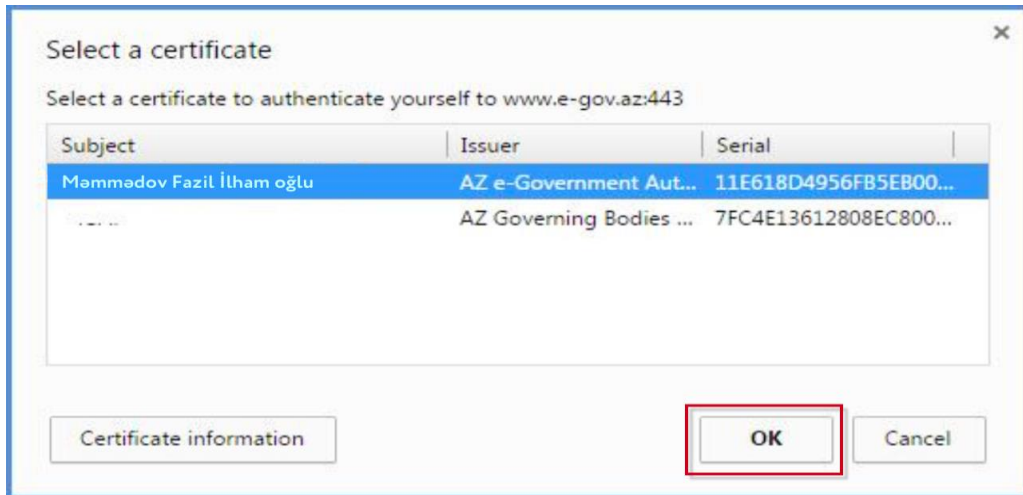 Select a certificate
Select a certificate to authenticate yourself to www.e-gov.az:443
Subject Issuer Serial
Məmmədov Fazil İlham oğlu AZ e-Government Aut... 11E618D4956FB5EB00...
AZ Governing Bodies ... 7FC4E13612808EC800...
Certificate information OK Cancel